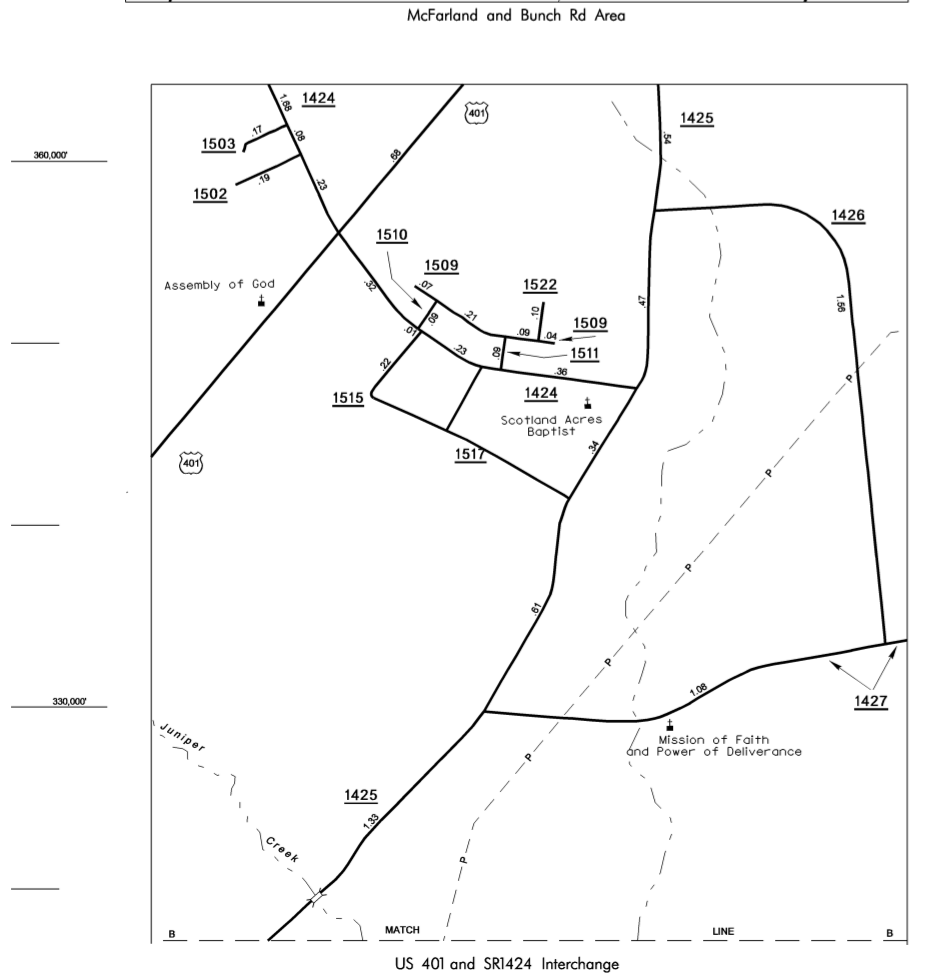 McFarland and Bunch Rd Area
1424
1.68
401
1425
.17
.08
1503
.54
360,000'
.68
.19
.23
1502
1426
1510
1509
Assembly of God
.32
.07
1522
.47
1.56
.21
.10
.09
1509
.01
.09
.04
.23
.09
1511
.22
.36
P
1515
1424
Scotland Acres
Baptist
.34
1517
401
P
P
.61
P
1.08
1427
330,000'
Juniper
Mission of Faith
and Power of Deliverance
P
1425
1.33
Creek
P
B
MATCH
LINE
B
US 401 and SR1424 Interchange